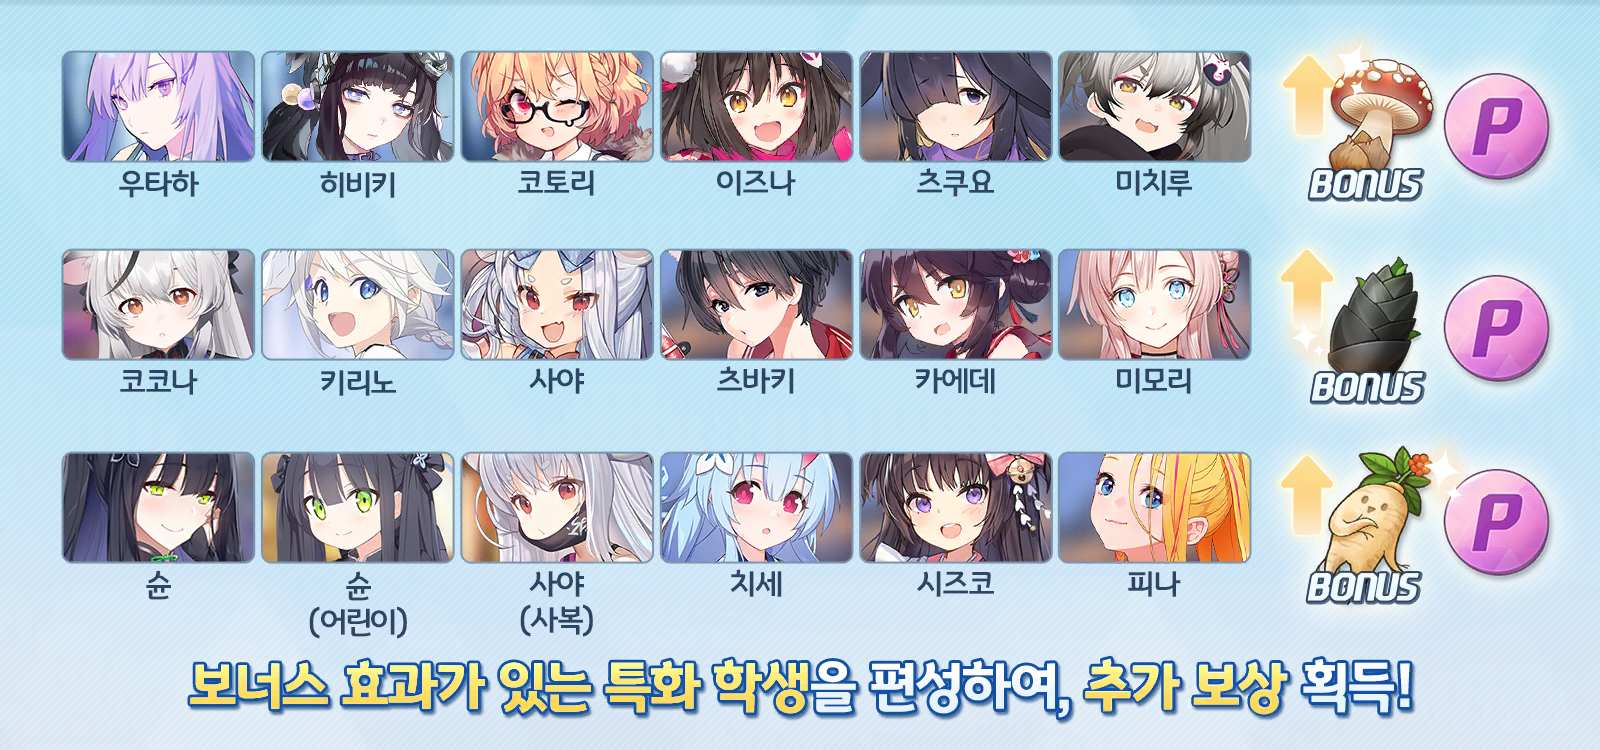 우타하
히비키
코토리
이즈나
츠쿠요
미치루
BONUS
P
코코나
키리노
사야
츠바키
카에데
미모리
BONUS
P
슌
슌
(어린이)
사야
(사복)
치세
시즈코
피나
BONUS
P
보너스 효과가 있는 특화 학생을 편성하여, 추가 보상 획득!